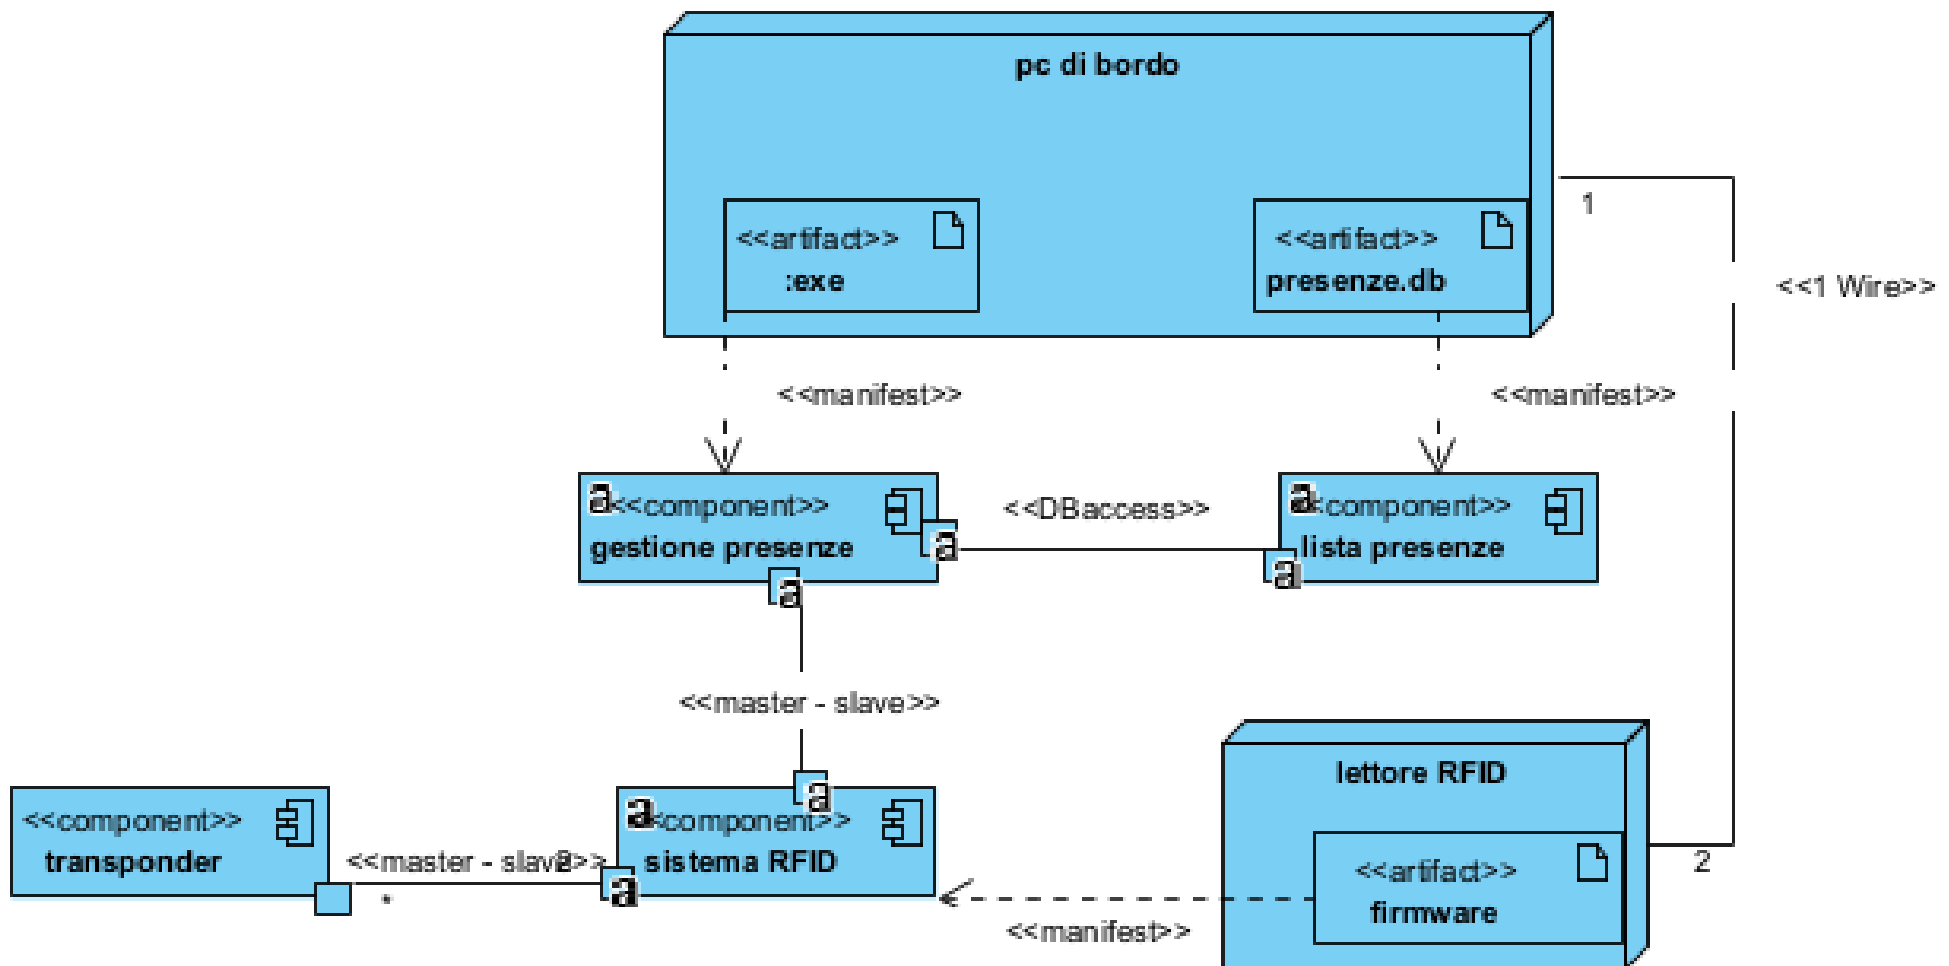 pc di bordo
<<artifact>>
:exe
<<artifact>>
presenze.db
1
<<1 Wire>>
<<manifest>>
<<manifest>>
a
<<component>>
gestione presenze
a
a
<<DBaccess>>
a
<component>>
lista presenze
a
<<master - slave>>
lettore RFID
<<component>>
transponder
<<master - slave>>
*
a
<component>>
sistema RFID
a
a
<<artifact>>
firmware
2
<<manifest>>